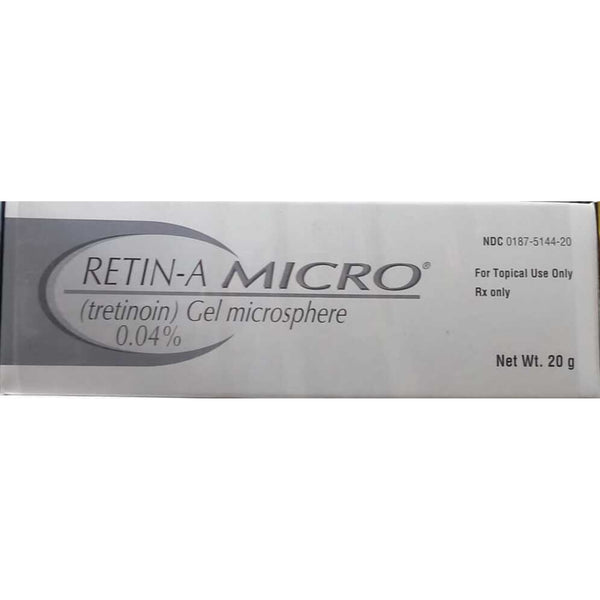 RETIN-A MICRO®
(tretinoin) Gel microsphere
0.04%
NDC 0187-5144-20
For Topical Use Only
Rx only
Net Wt. 20 g